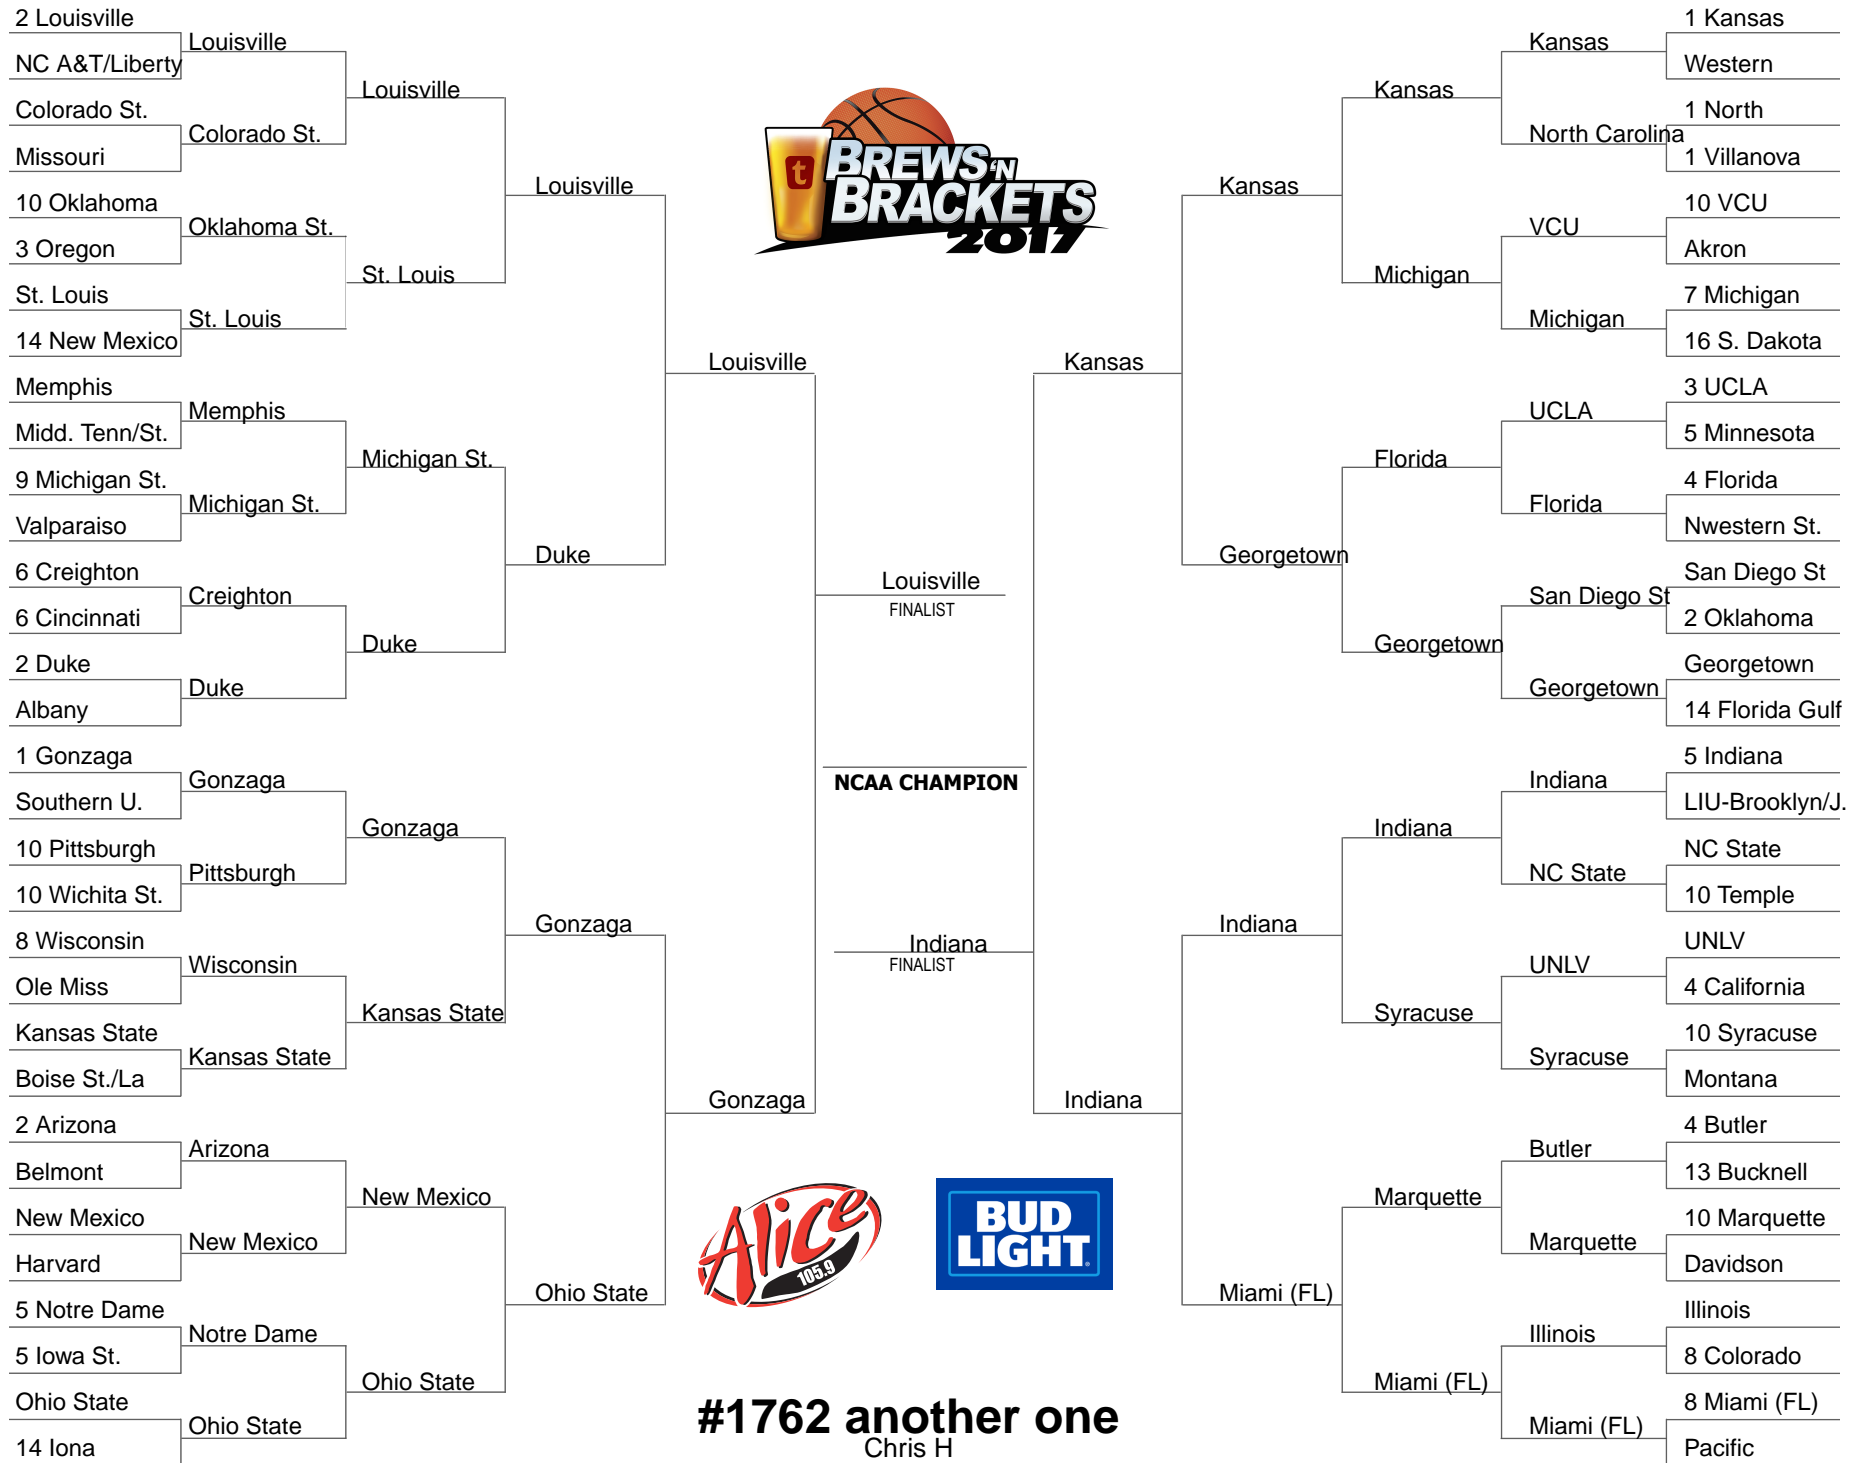 2 Louisville
NC A&T/Liberty
Colorado St.
Missouri
10 Oklahoma
3 Oregon
St. Louis
14 New Mexico
Memphis
Midd. Tenn/St.
9 Michigan St.
Valparaiso
6 Creighton
6 Cincinnati
2 Duke
Albany
1 Gonzaga
Southern U.
10 Pittsburgh
10 Wichita St.
8 Wisconsin
Ole Miss
Kansas State
Boise St./La
2 Arizona
Belmont
New Mexico
Harvard
5 Notre Dame
5 Iowa St.
Ohio State
14 Iona
Louisville
Colorado St.
Oklahoma St.
St. Louis
Memphis
Michigan St.
Creighton
Duke
Gonzaga
Pittsburgh
Wisconsin
Kansas State
Arizona
New Mexico
Notre Dame
Ohio State
Louisville
St. Louis
Michigan St.
Duke
Gonzaga
Kansas State
New Mexico
Ohio State
Louisville
Duke
Gonzaga
Ohio State
Louisville
Gonzaga
t
BREWS 'N
BRACKETS
2017
Louisville
FINALIST
NCAA CHAMPION
Indiana
FINALIST
Alice
105.9
BUD
LIGHT
#1762 another one
Chris H
Kansas
Indiana
Kansas
Georgetown
Indiana
Miami (FL)
Kansas
Michigan
Florida
Georgetown
Indiana
Syracuse
Marquette
Miami (FL)
Kansas
North Carolina
VCU
Michigan
UCLA
Florida
San Diego St
Georgetown
Indiana
NC State
UNLV
Syracuse
Butler
Marquette
Illinois
Miami (FL)
1 Kansas
Western
1 North
1 Villanova
10 VCU
Akron
7 Michigan
16 S. Dakota
3 UCLA
5 Minnesota
4 Florida
Nwestern St.
San Diego St
2 Oklahoma
Georgetown
14 Florida Gulf
5 Indiana
LIU-Brooklyn/J.
NC State
10 Temple
UNLV
4 California
10 Syracuse
Montana
4 Butler
13 Bucknell
10 Marquette
Davidson
Illinois
8 Colorado
8 Miami (FL)
Pacific